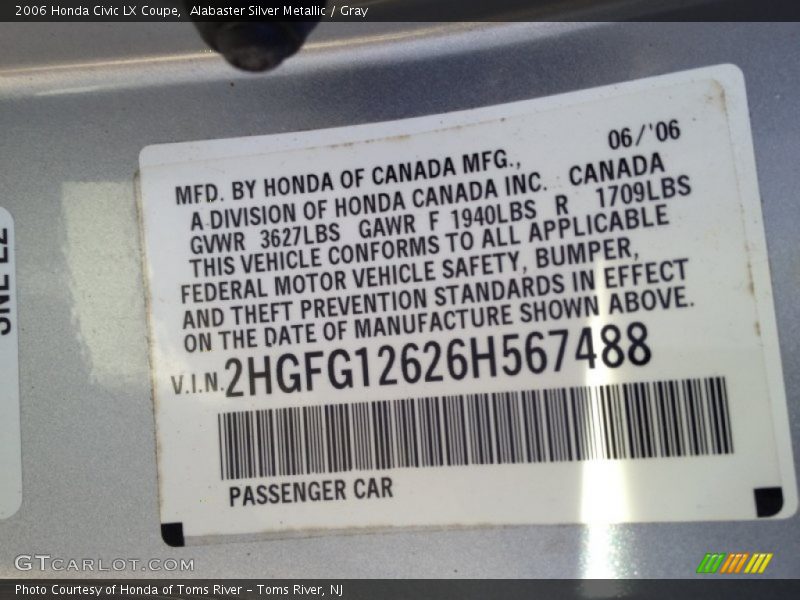 2006 Honda Civic LX Coupe,  Alabaster Silver Metallic / Gray
06/'06
MFD. BY HONDA OF CANADA MFG.,
A DIVISION OF HONDA CANADA INC.  CANADA
GVWR 3627LBS GAWR F 1940LBS R 1709LBS
THIS VEHICLE CONFORMS TO ALL APPLICABLE
FEDERAL MOTOR VEHICLE SAFETY, BUMPER,
AND THEFT PREVENTION STANDARDS IN EFFECT
ON THE DATE OF MANUFACTURE SHOWN ABOVE.
V.I.N. 2HGFG12626H567488
PASSENGER CAR
GTCARLOT.COM
Photo Courtesy of Honda of Toms River – Toms River, NJ